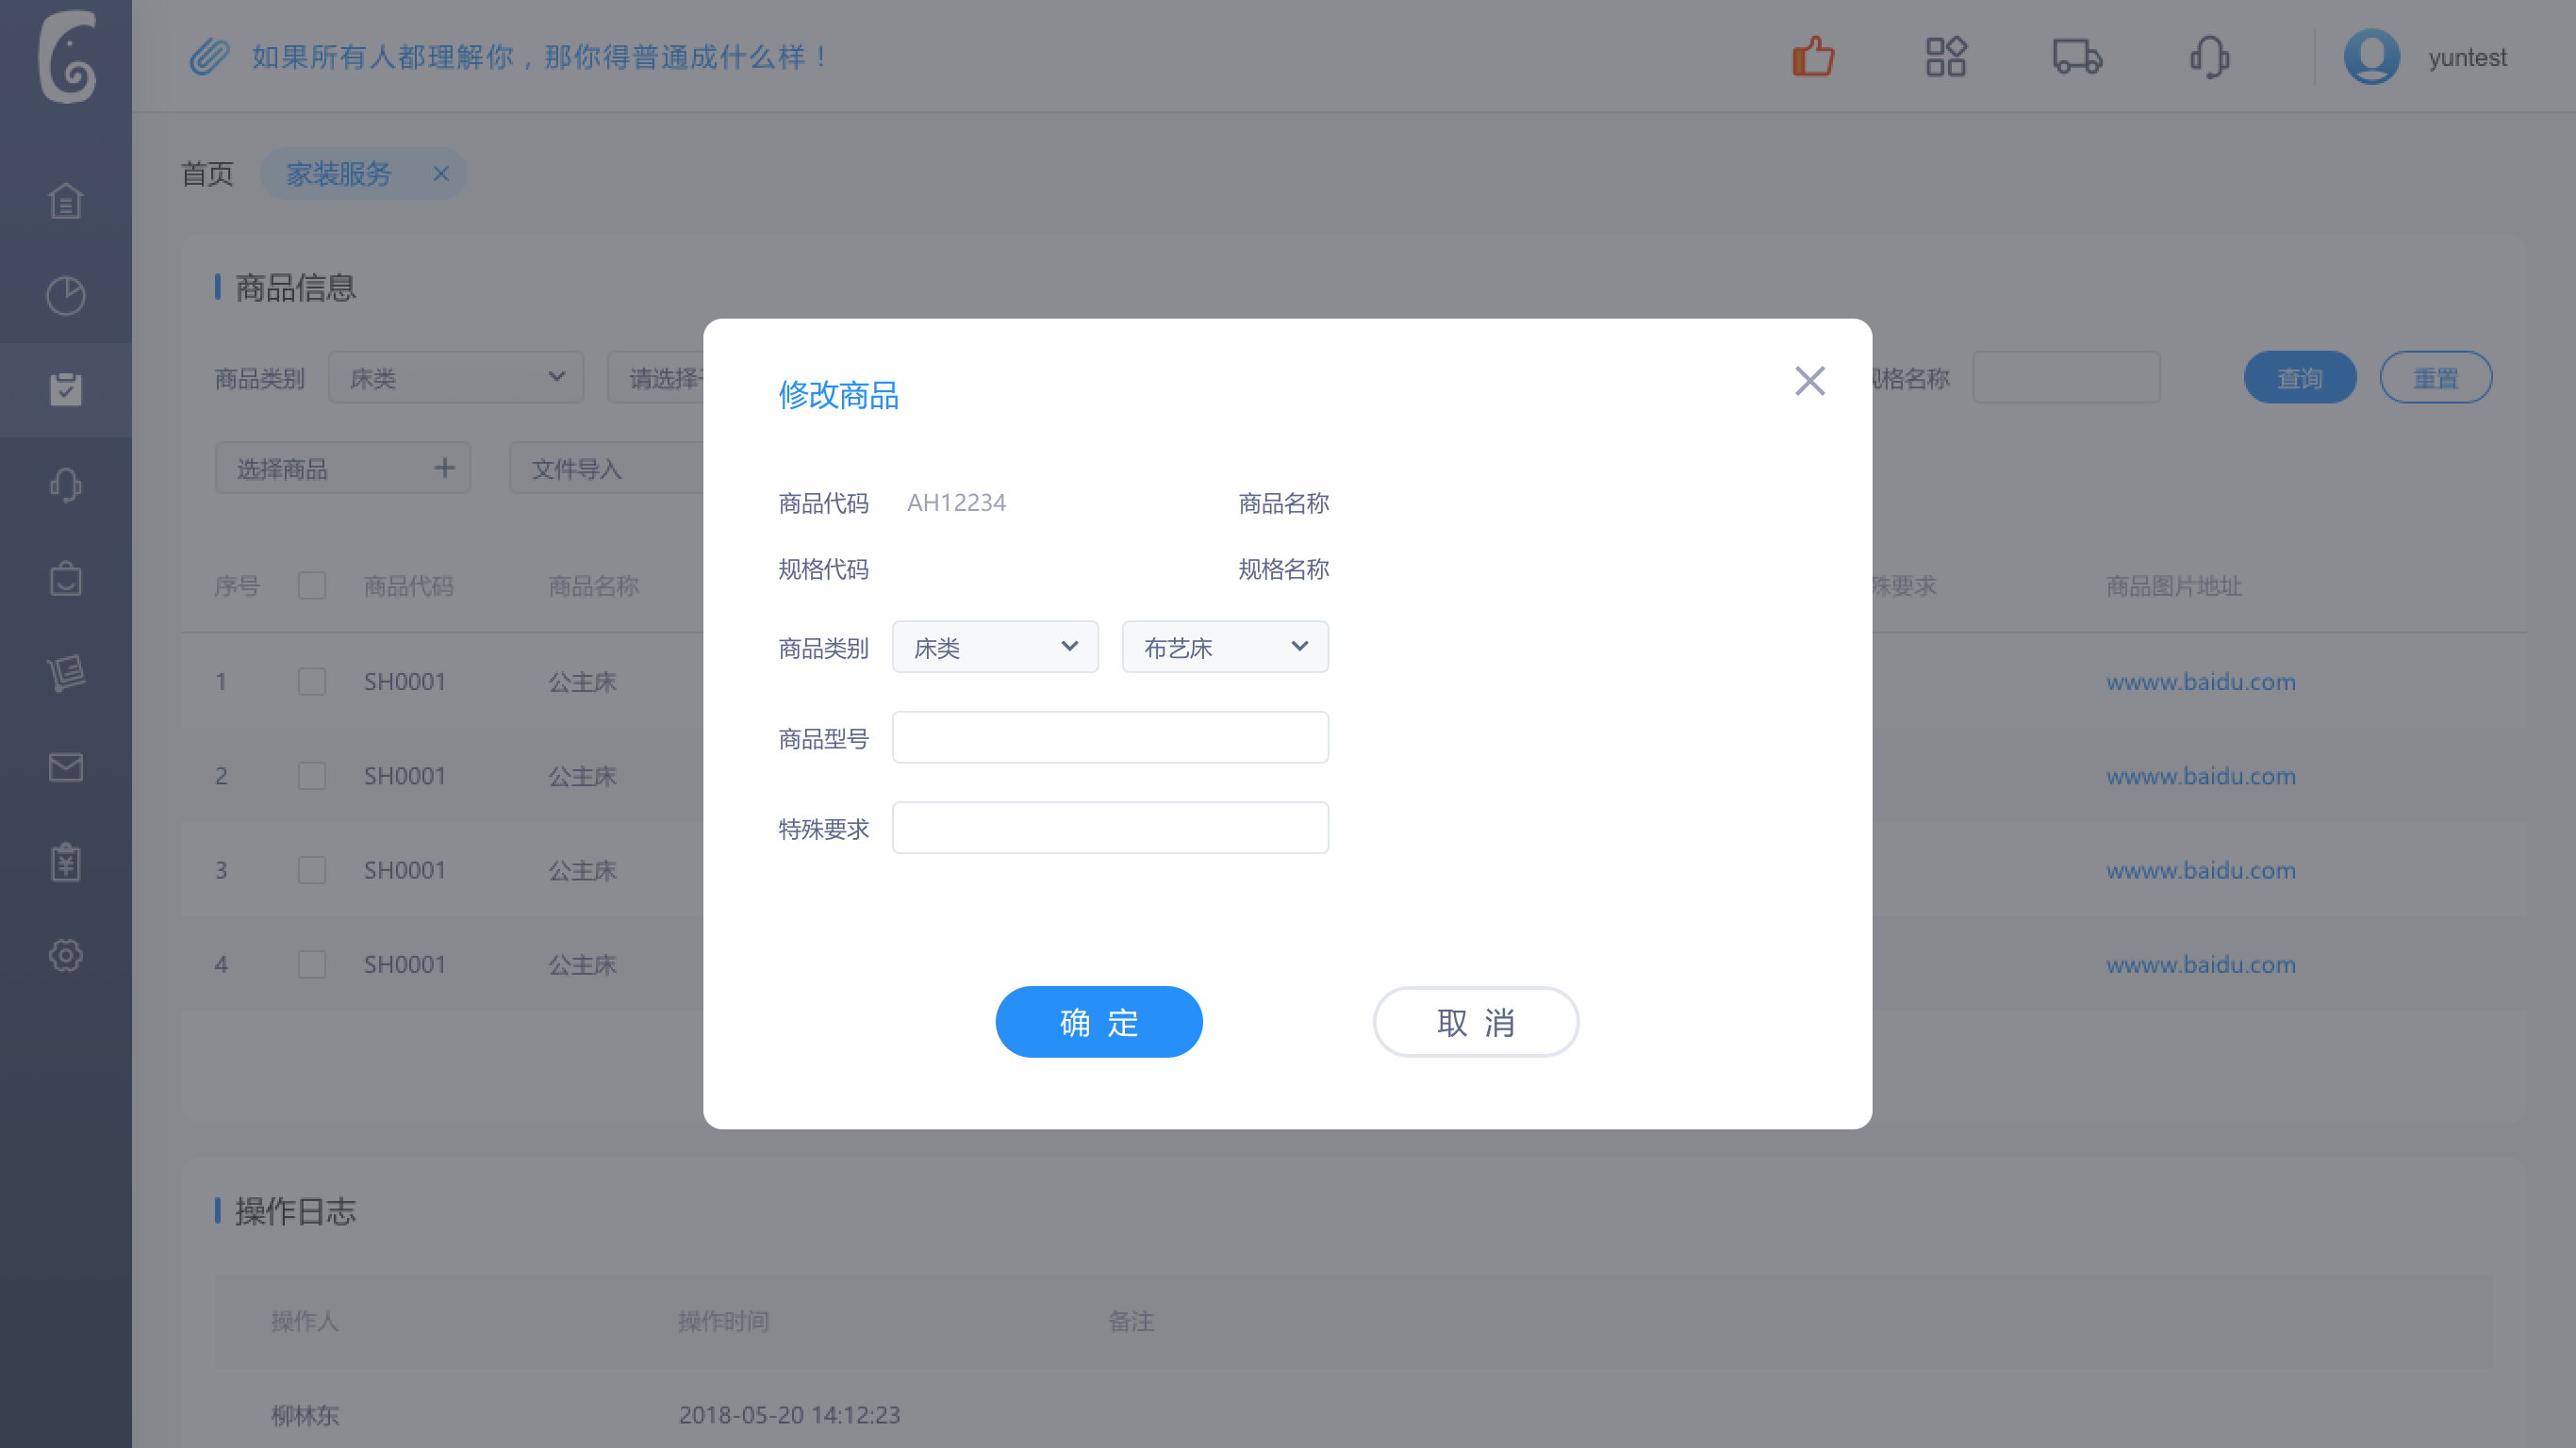 如果所有人都理解你，那你得普通成什么样！
yuntest
首页 家装服务
商品信息
商品类别 床类 请选择 规格名称 查询 重置
选择商品 文件导入
序号 商品代码 商品名称 殊要求 商品图片地址
1 SH0001 公主床 wwww.baidu.com
2 SH0001 公主床 wwww.baidu.com
3 SH0001 公主床 wwww.baidu.com
4 SH0001 公主床 wwww.baidu.com
修改商品
商品代码 AH12234 商品名称
规格代码 规格名称
商品类别 床类 布艺床
商品型号
特殊要求
确 定 取 消
操作日志
操作人 操作时间 备注
柳林东 2018-05-20 14:12:23